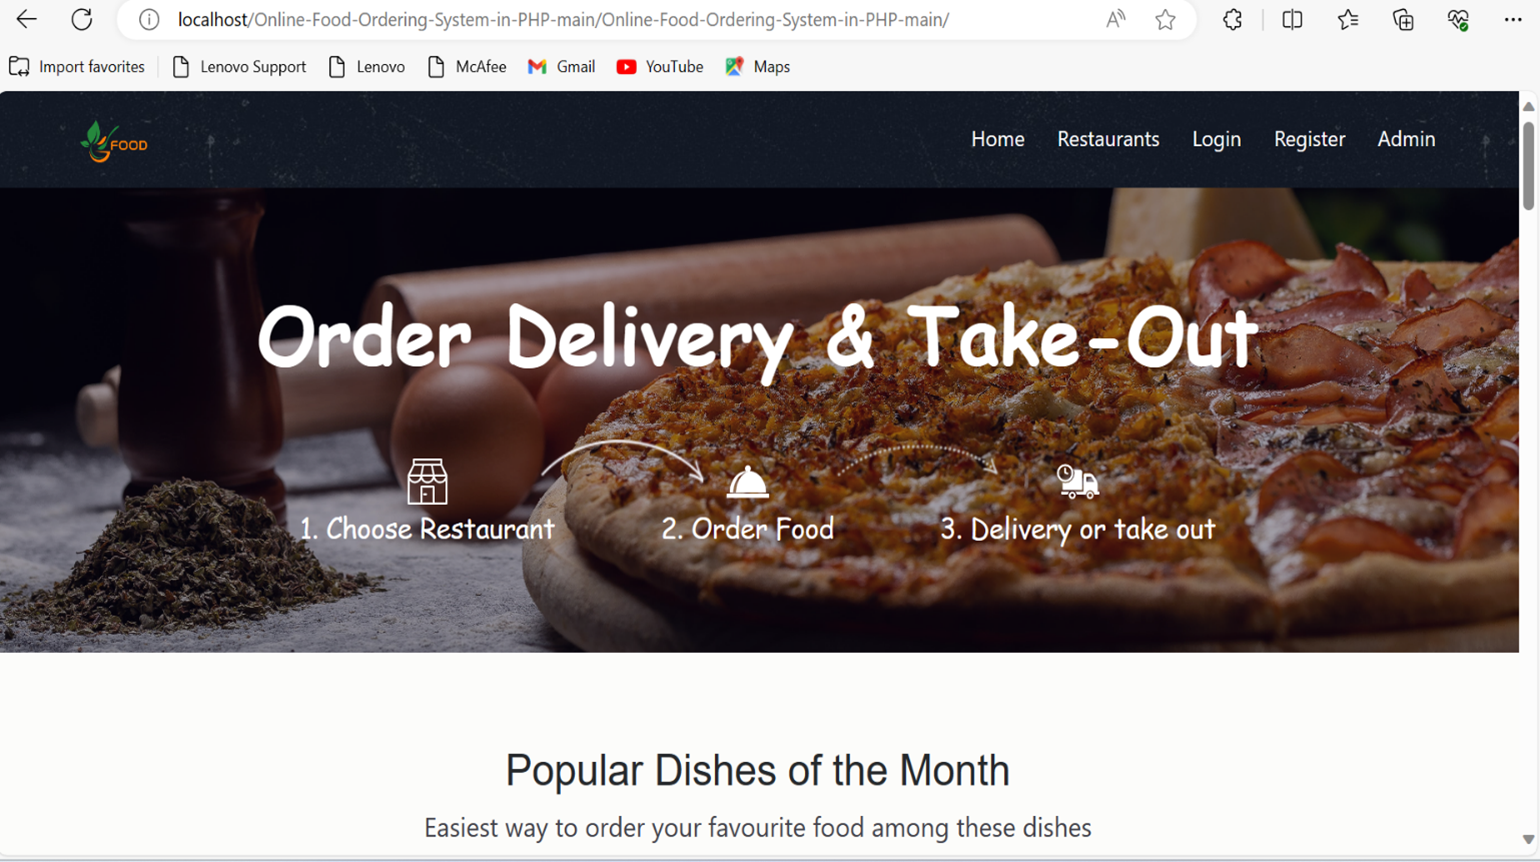 localhost/Online-Food-Ordering-System-in-PHP-main/Online-Food-Ordering-System-in-PHP-main/
Import favorites Lenovo Support Lenovo McAfee Gmail YouTube Maps
FOOD Home Restaurants Login Register Admin
Order Delivery & Take-Out
1. Choose Restaurant 2. Order Food 3. Delivery or take out
Popular Dishes of the Month
Easiest way to order your favourite food among these dishes